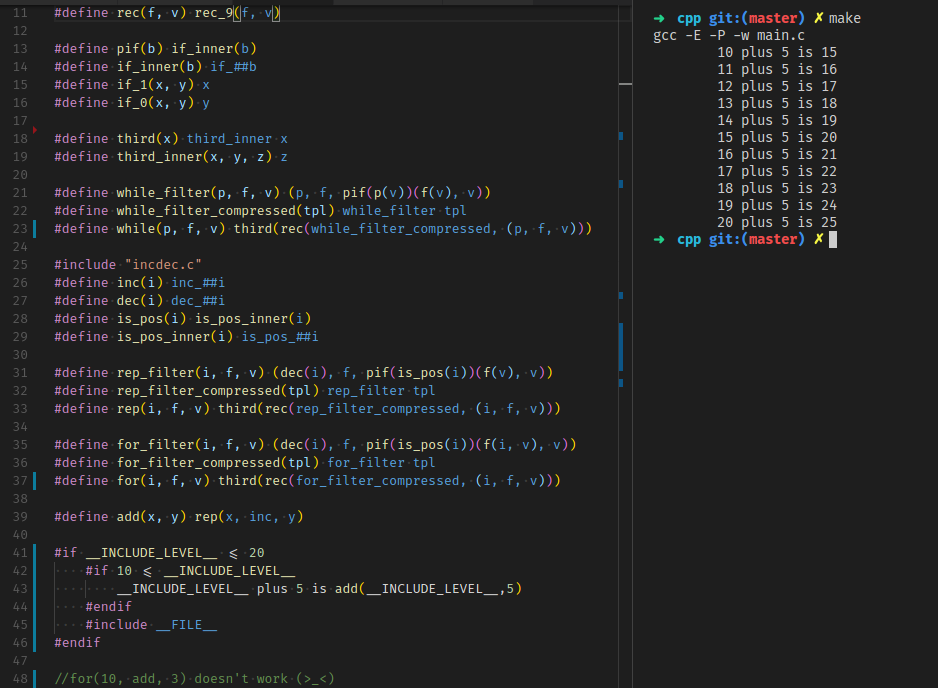 11 #define rec(f, v) rec_9(f, v)
12
13 #define pif(b) if_inner(b)
14 #define if_inner(b) if_##b
15 #define if_1(x, y) x
16 #define if_0(x, y) y
17
18 #define third(x) third_inner x
19 #define third_inner(x, y, z) z
20
21 #define while_filter(p, f, v) (p, f, pif(p(v))(f(v), v))
22 #define while_filter_compressed(tpl) while_filter tpl
23 #define while(p, f, v) third(rec(while_filter_compressed, (p, f, v)))
24
25 #include "incdec.c"
26 #define inc(i) inc_##i
27 #define dec(i) dec_##i
28 #define is_pos(i) is_pos_inner(i)
29 #define is_pos_inner(i) is_pos_##i
30
31 #define rep_filter(i, f, v) (dec(i), f, pif(is_pos(i))(f(v), v))
32 #define rep_filter_compressed(tpl) rep_filter tpl
33 #define rep(i, f, v) third(rec(rep_filter_compressed, (i, f, v)))
34
35 #define for_filter(i, f, v) (dec(i), f, pif(is_pos(i))(f(i, v), v))
36 #define for_filter_compressed(tpl) for_filter tpl
37 #define for(i, f, v) third(rec(for_filter_compressed, (i, f, v)))
38
39 #define add(x, y) rep(x, inc, y)
40
41 #if __INCLUDE_LEVEL__ ⩽ 20
42 ····#if 10 ⩽ __INCLUDE_LEVEL__
43 ········__INCLUDE_LEVEL__ plus 5 is add(__INCLUDE_LEVEL__,5)
44 ····#endif
45 ····#include __FILE__
46 #endif
47
48 //for(10, add, 3) doesn't work (>_<)
➜ cpp git:(master) ✗ make
gcc -E -P -w main.c
10 plus 5 is 15
11 plus 5 is 16
12 plus 5 is 17
13 plus 5 is 18
14 plus 5 is 19
15 plus 5 is 20
16 plus 5 is 21
17 plus 5 is 22
18 plus 5 is 23
19 plus 5 is 24
20 plus 5 is 25
➜ cpp git:(master) ✗